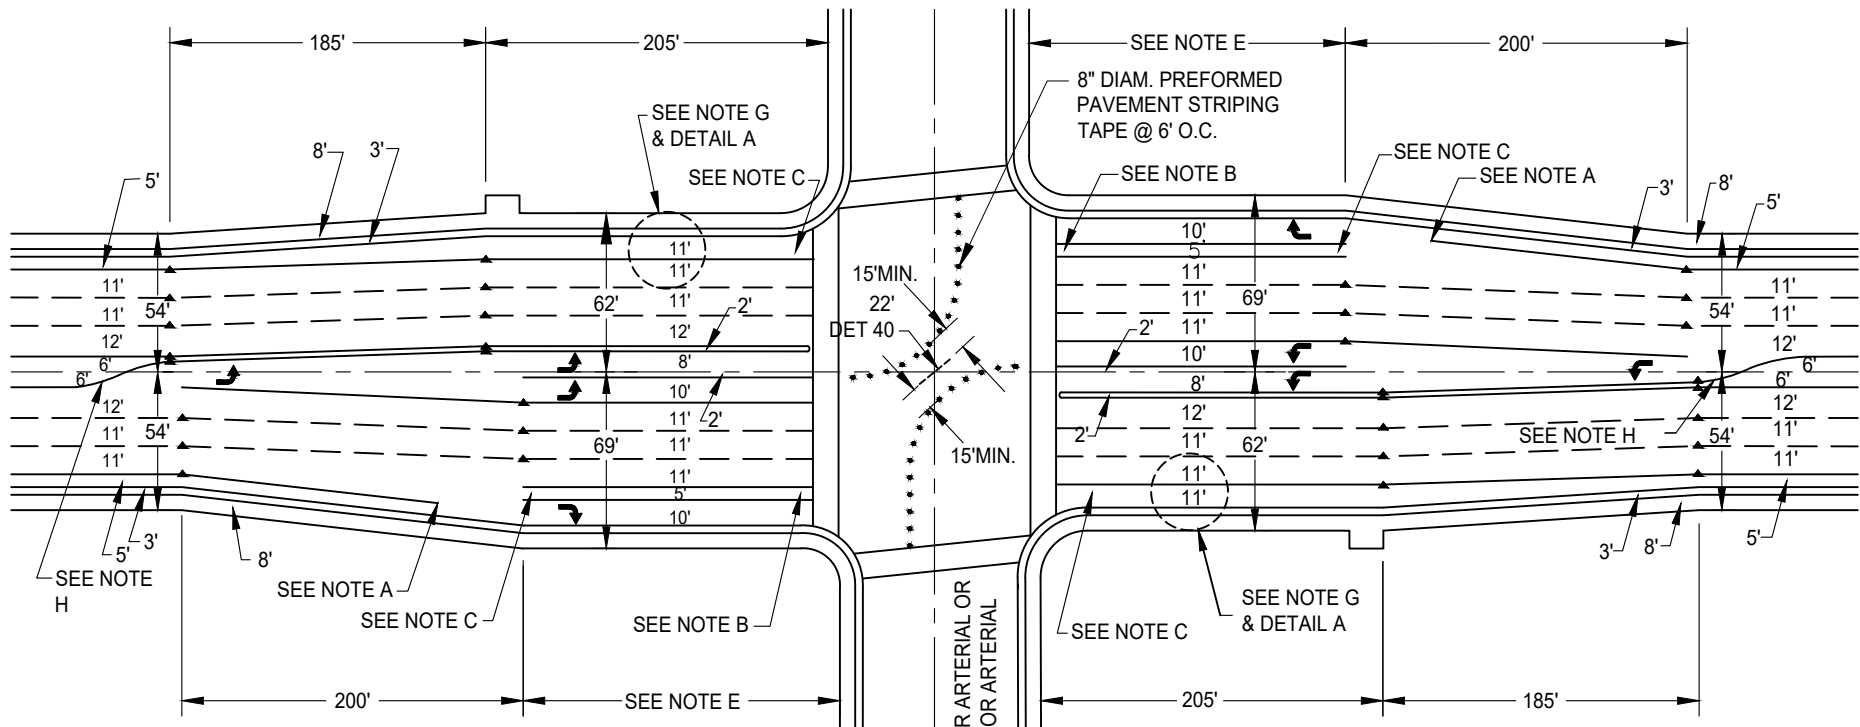 185'
205'
SEE NOTE E
200'
8" DIAM. PREFORMED
PAVEMENT STRIPING
TAPE @ 6' O.C.
SEE NOTE G
& DETAIL A
8'
3'
5'
SEE NOTE C
SEE NOTE B
SEE NOTE C
SEE NOTE A
3'
8'
5'
11'
11'
54'
12'
6'
6'
12'
54'
11'
11'
11'
11'
62'
11'
12'
2'
8'
10'
11'
2'
69'
11'
11'
5'
10'
15'MIN.
22'
DET 40
15'MIN.
10'
5'
11'
11'
69'
11'
2'
10'
8'
12'
2'
11'
62'
11'
11'
11'
11'
54'
12'
6'
6'
12'
11'
54'
11'
SEE NOTE H
5'
3'
8'
SEE NOTE
H
SEE NOTE A
SEE NOTE C
SEE NOTE B
R ARTERIAL OR
OR ARTERIAL
SEE NOTE C
SEE NOTE G
& DETAIL A
3'
8'
5'
200'
SEE NOTE E
205'
185'